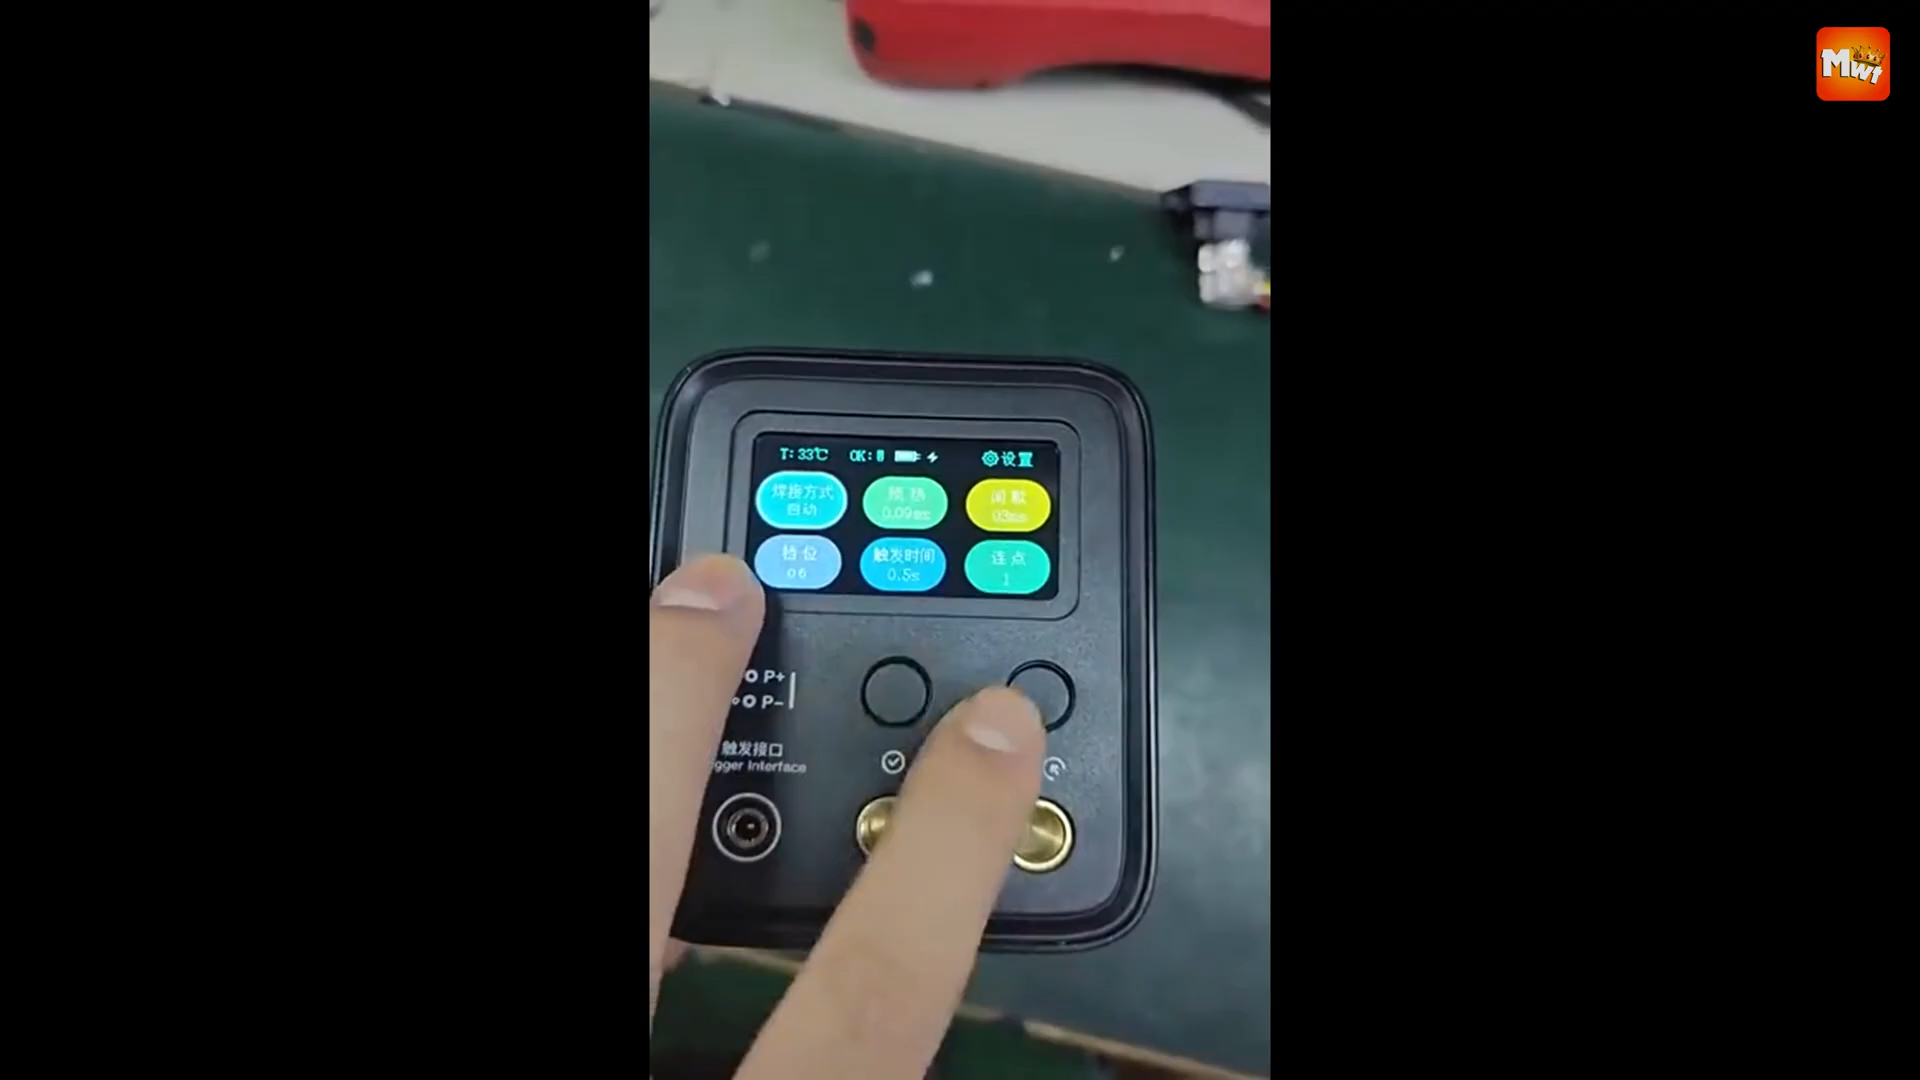 Mwt
T: 33℃ OK: 设置
焊接方式
自动
预 热
0.09ms
间 歇
档 位
06
触发时间
0.5s
连 点
1
P+
P-
触发接口
gger Interface